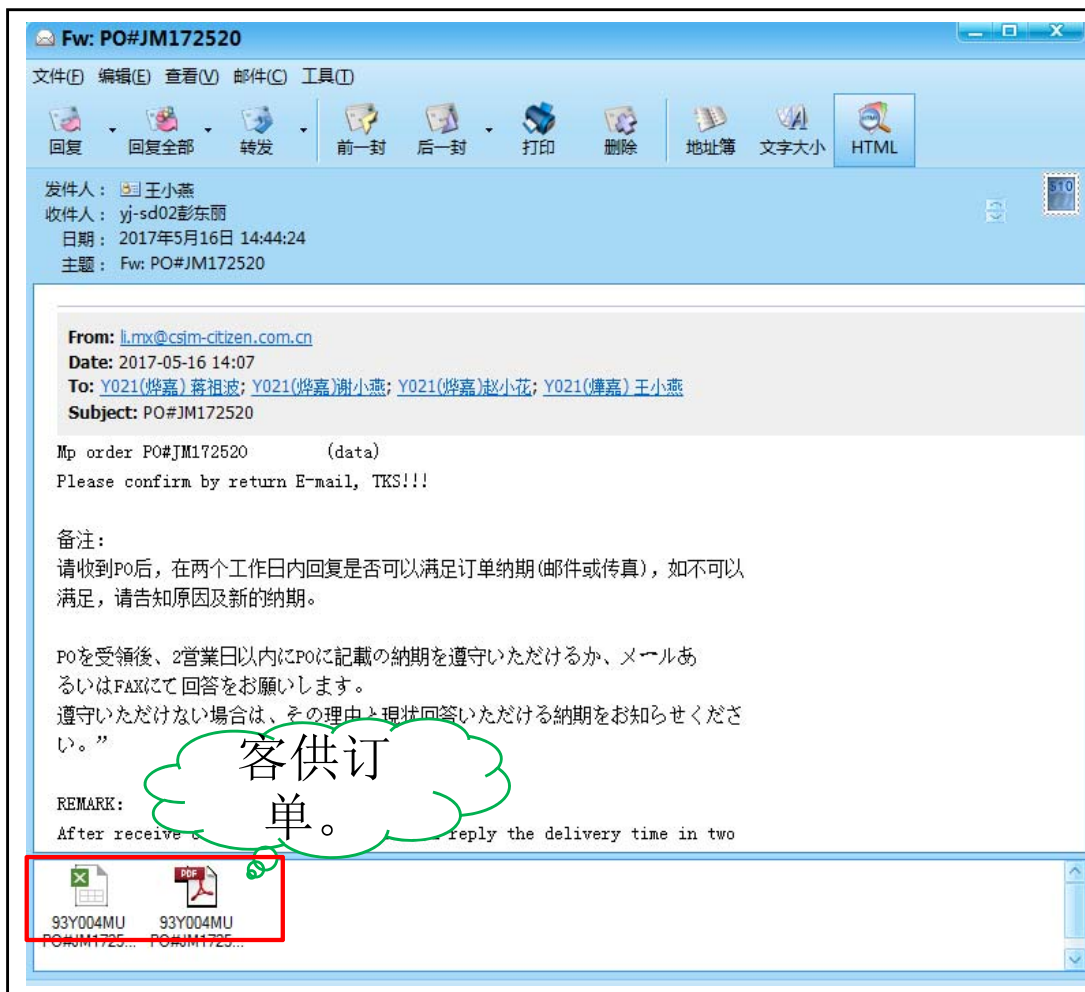 Fw: PO#JM172520
文件(F) 编辑(E) 查看(V) 邮件(C) 工具(T)
回复 回复全部 转发 前一封 后一封 打印 删除 地址簿 文字大小 HTML
发件人: 王小燕
收件人: yj-sd02彭东丽
日期: 2017年5月16日 14:44:24
主题: Fw: PO#JM172520
From: li.mx@csjm-citizen.com.cn
Date: 2017-05-16 14:07
To: Y021(烨嘉) 蒋祖波; Y021(烨嘉)谢小燕; Y021(烨嘉)赵小花; Y021(燁嘉) 王小燕
Subject: PO#JM172520
Mp order PO#JM172520 (data)
Please confirm by return E-mail, TKS!!!
备注:
请收到PO后，在两个工作日内回复是否可以满足订单纳期(邮件或传真)，如不可以
满足，请告知原因及新的纳期。
POを受領後、2営業日以内にPOに記載の納期を遵守いただけるか、メールあ
るいはFAXにて回答をお願いします。
遵守いただけない場合は、その理由と現状回答いただける納期をお知らせくださ
い。”
客供订
单。
REMARK:
After receive reply the delivery time in two
93Y004MU 93Y004MU
PO#JM1725... PO#JM1725...